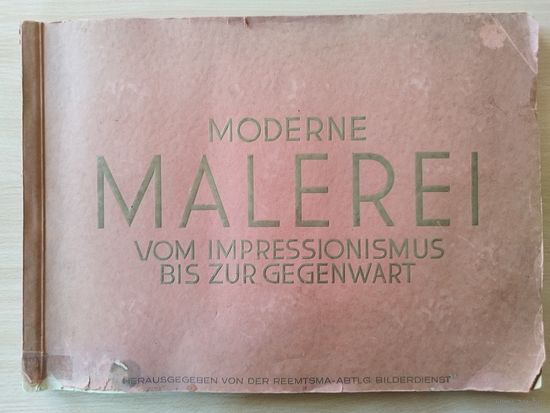 MODERNE
MALEREI
VOM IMPRESSIONISMUS
BIS ZUR GEGENWART
HERAUSGEGEBEN VON DER REEMTSMA-ABTLG. BILDERDIENST